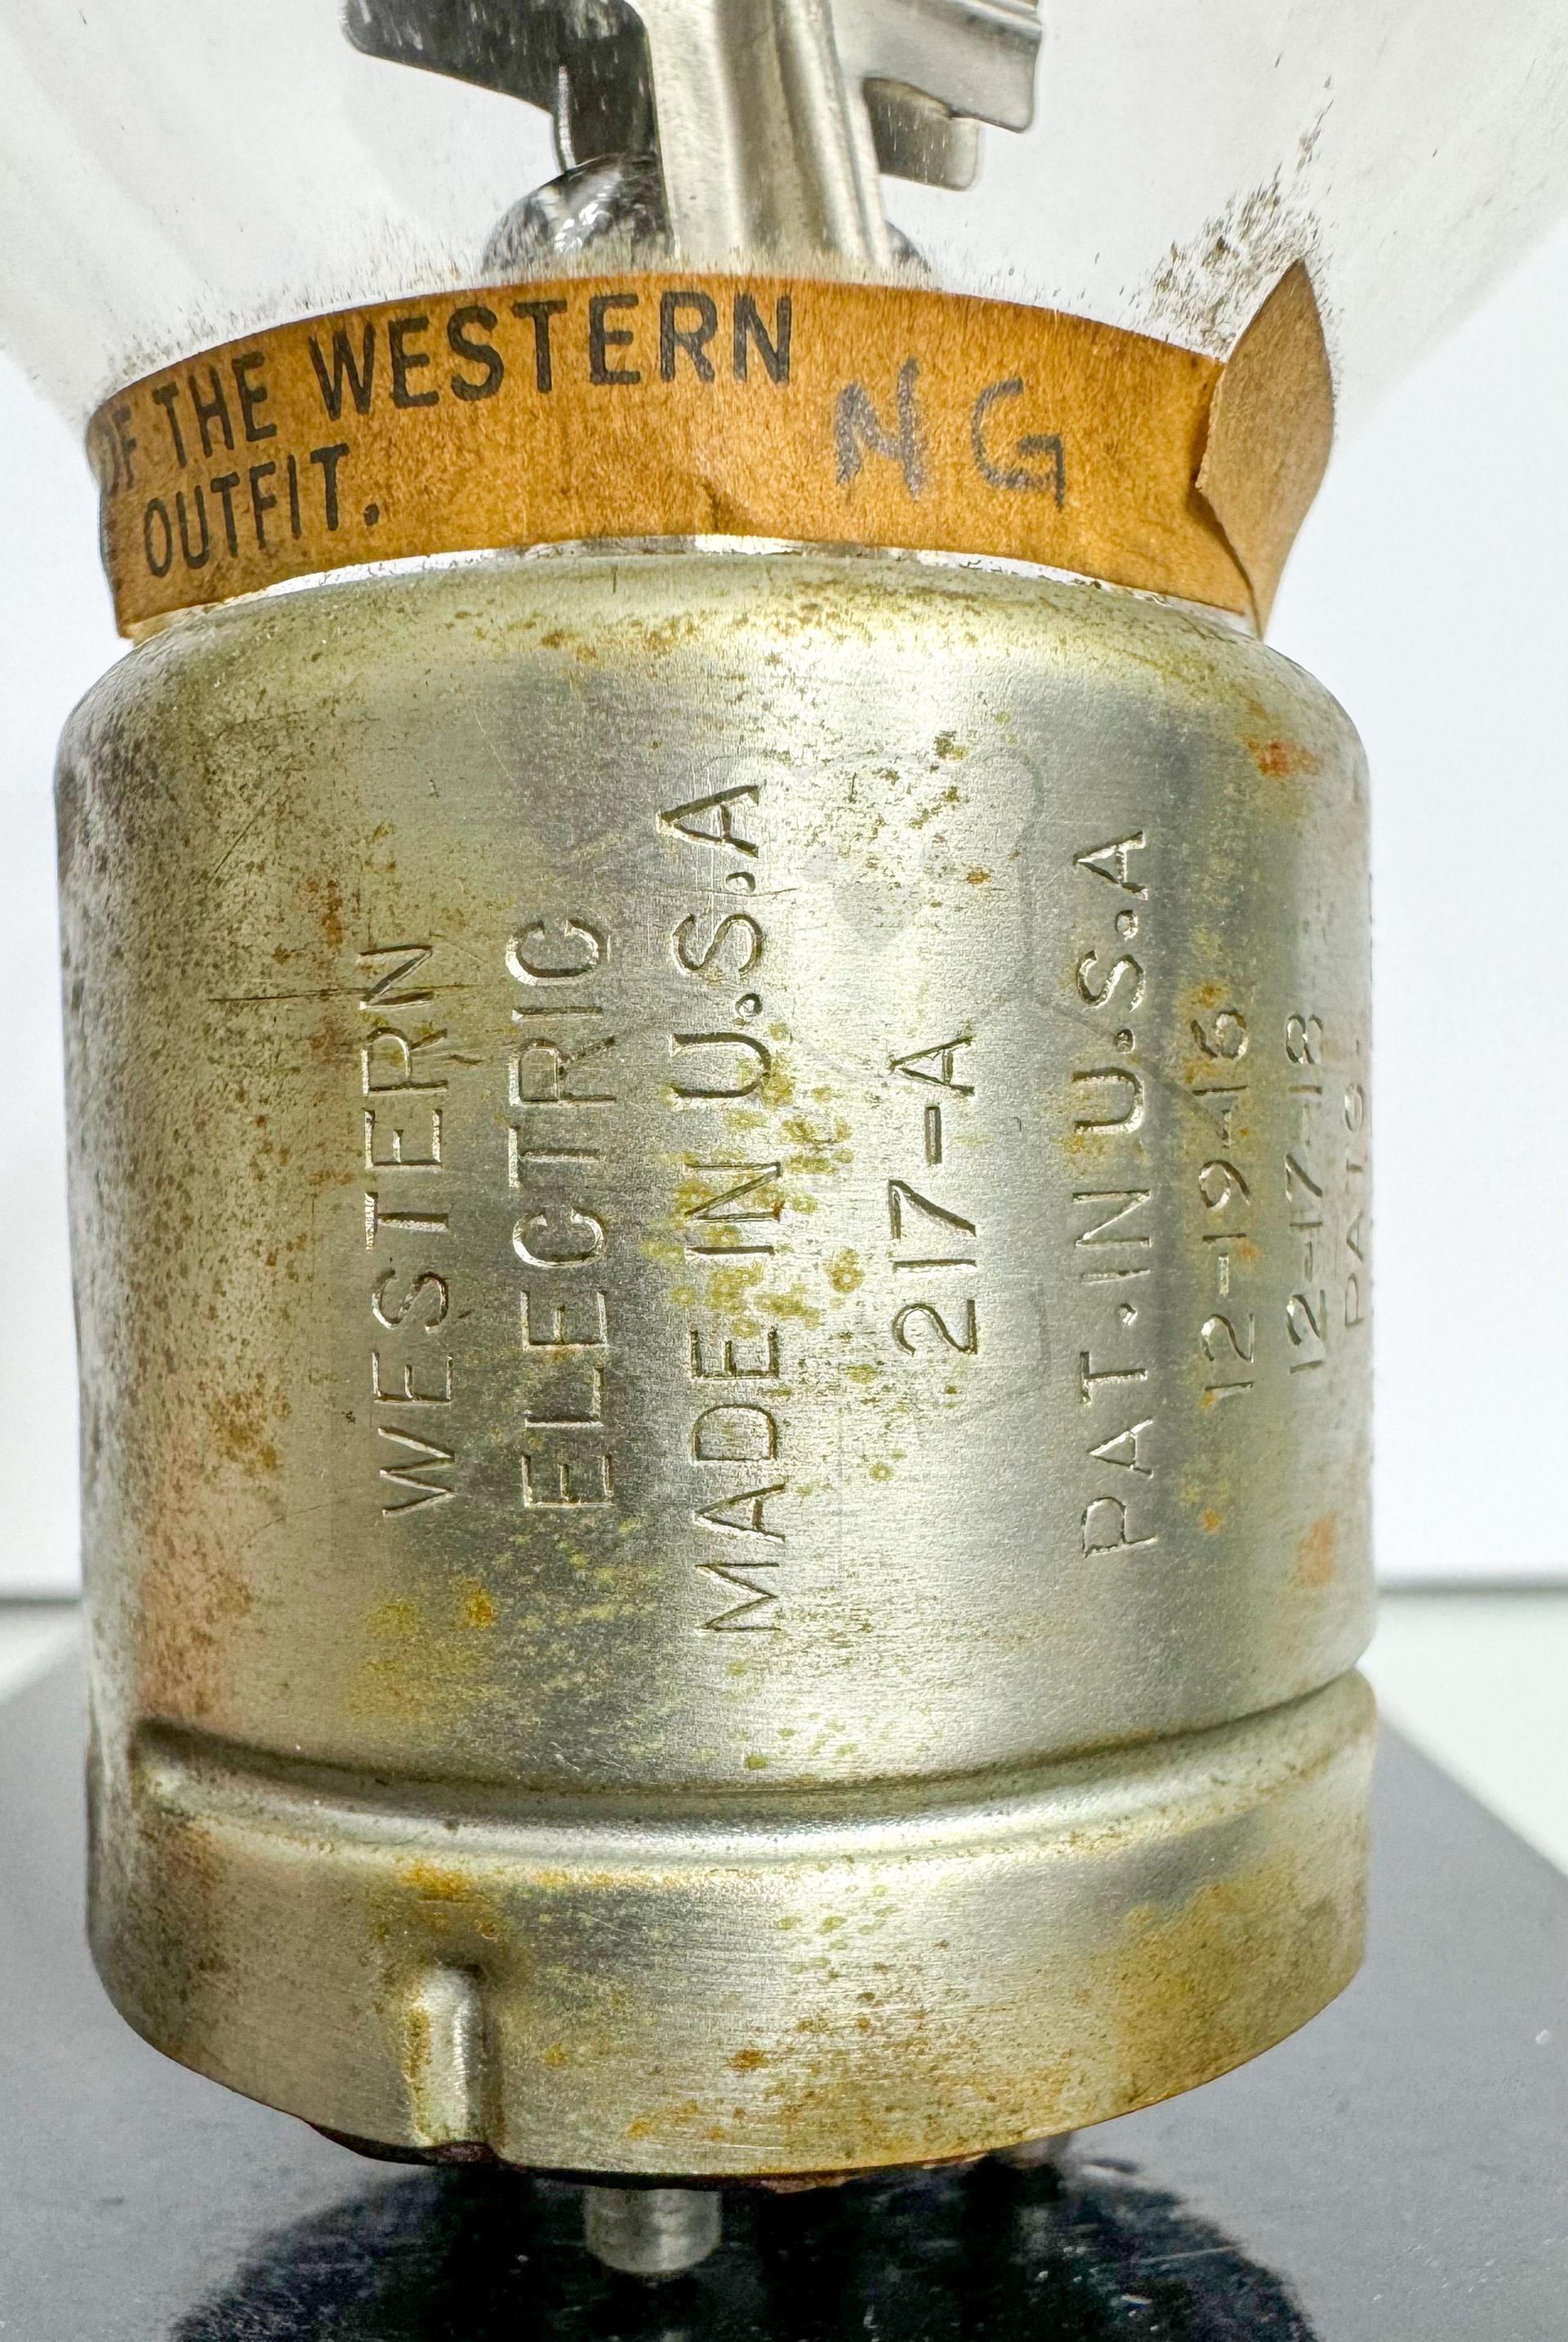 OF THE WESTERN
OUTFIT.
NG
WESTERN
ELECTRIC
MADE IN U.S.A
217-A
PAT. IN U.S.A
12-19-16
12-17-18